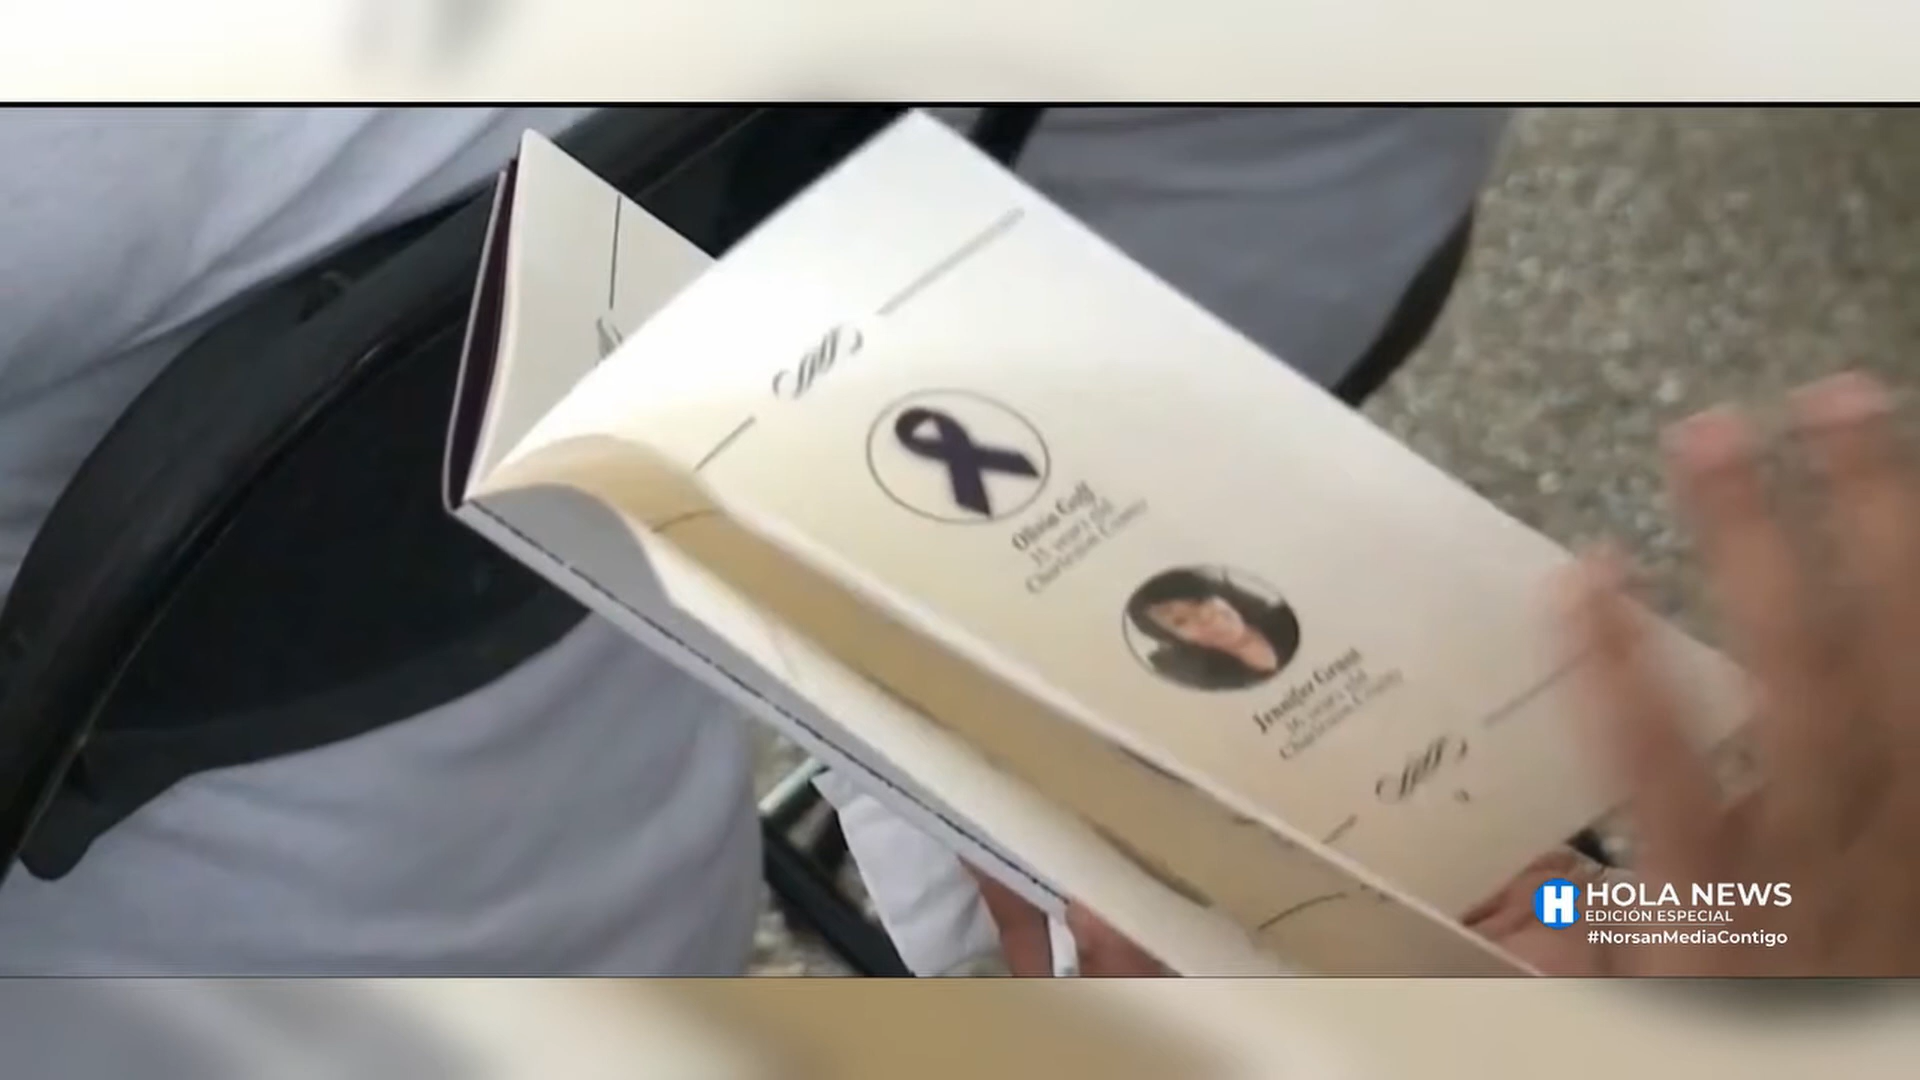 Olivia Goff
35 years old
Charleston County
Jennifer Grant
36 years old
Charleston County
HOLA NEWS
EDICIÓN ESPECIAL
#NorsanMediaContigo